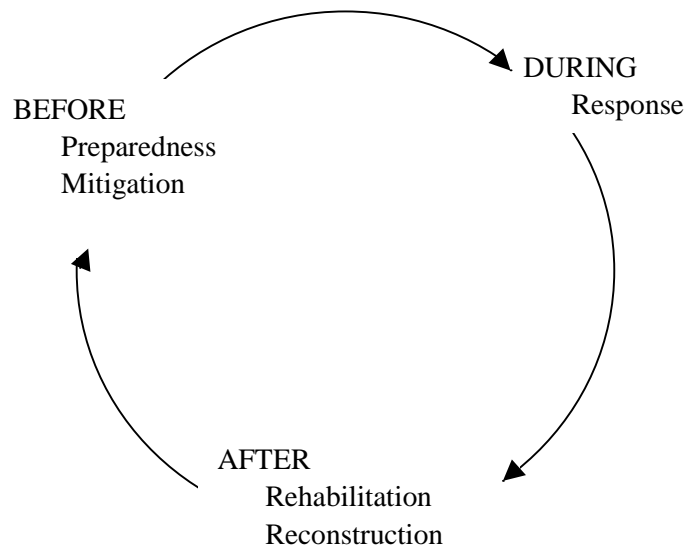 BEFORE
Preparedness
Mitigation
DURING
Response
AFTER
Rehabilitation
Reconstruction